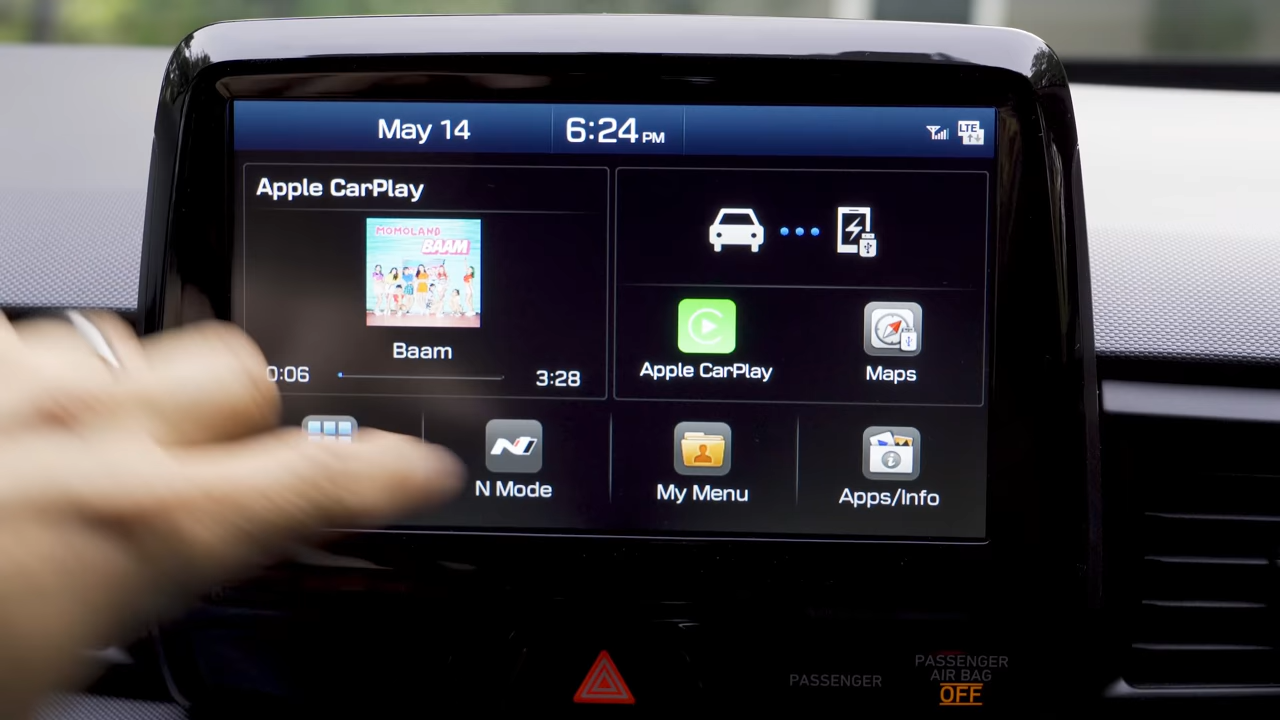 May 14
6:24 PM
LTE
Apple CarPlay
MOMOLAND
BAAM
Baam
0:06
3:28
Apple CarPlay
Maps
N Mode
My Menu
Apps/Info
PASSENGER
PASSENGER
AIR BAG
OFF